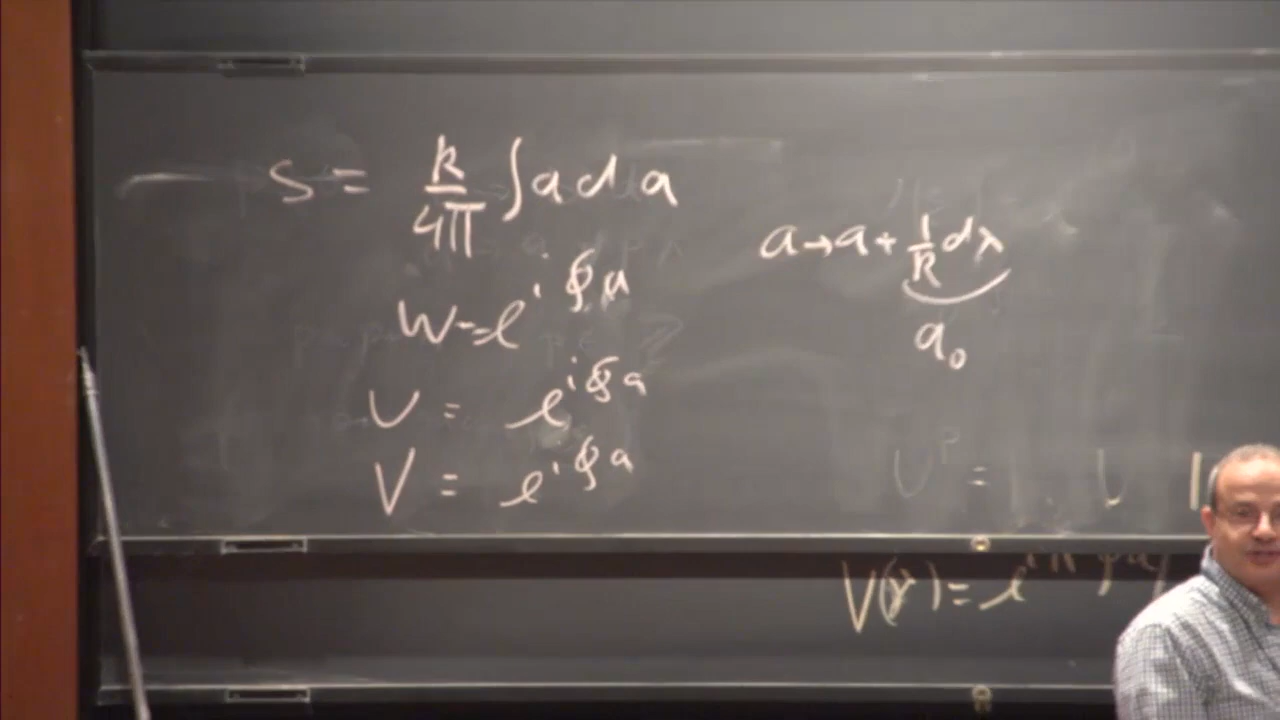 S = k/4π ∫ a d a
a → a + 1/k dλ
a₀
W = e^{i∮a}
U = e^{i∮a}
V = e^{i∮a}
U^P =
V(γ) = e